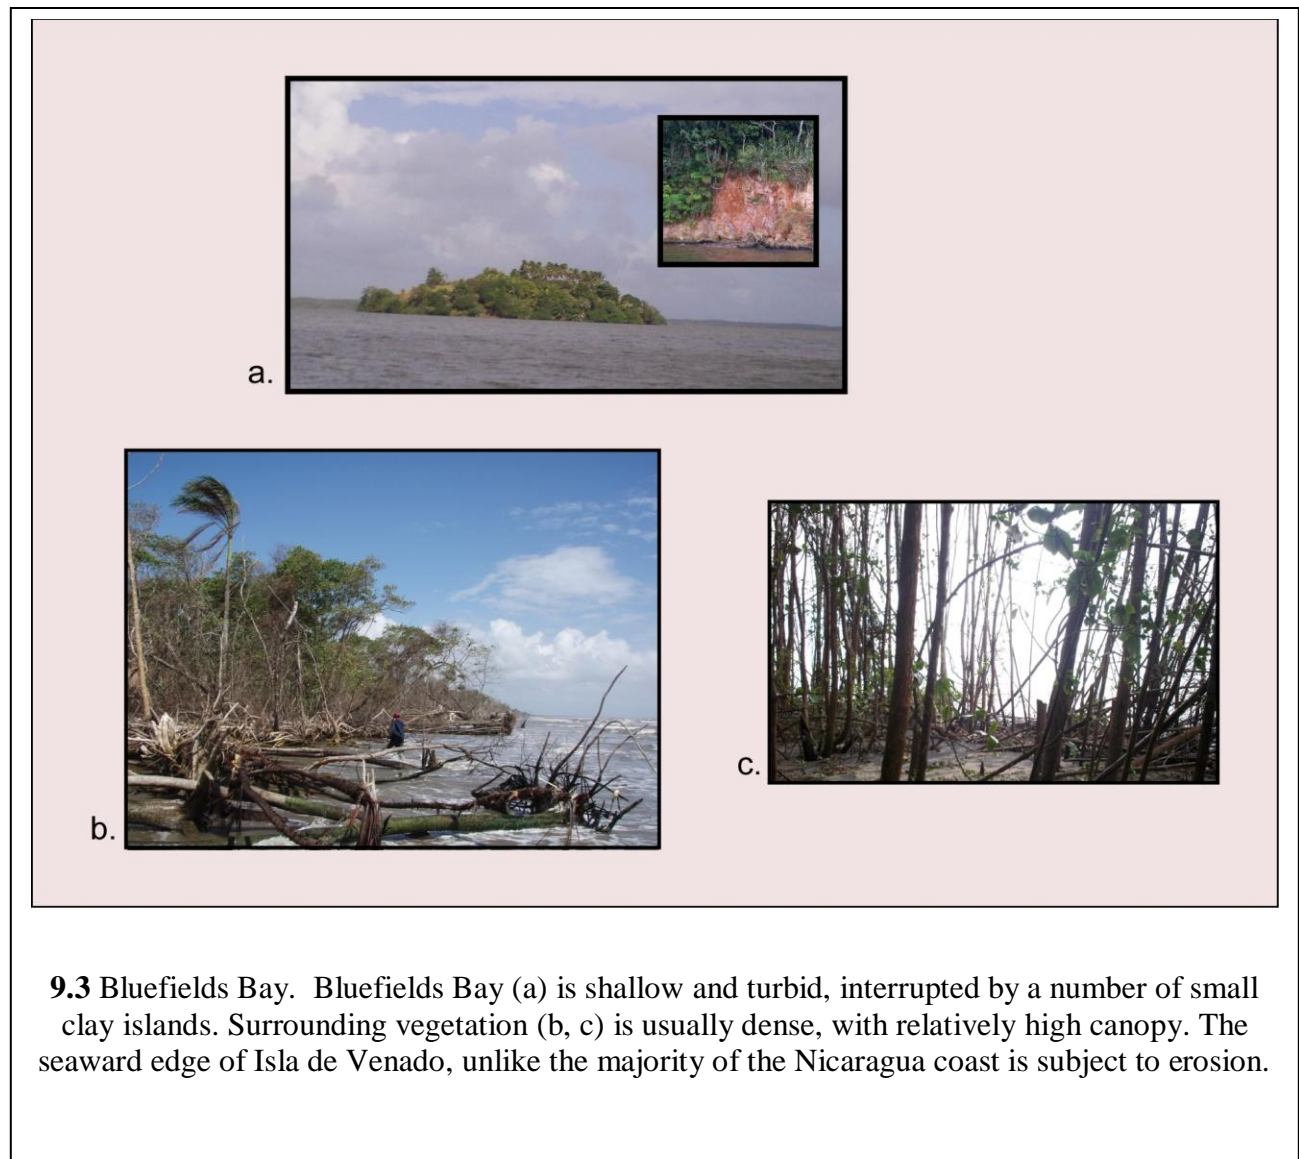 a.
b.
c.
9.3 Bluefields Bay.  Bluefields Bay (a) is shallow and turbid, interrupted by a number of small
clay islands. Surrounding vegetation (b, c) is usually dense, with relatively high canopy. The
seaward edge of Isla de Venado, unlike the majority of the Nicaragua coast is subject to erosion.